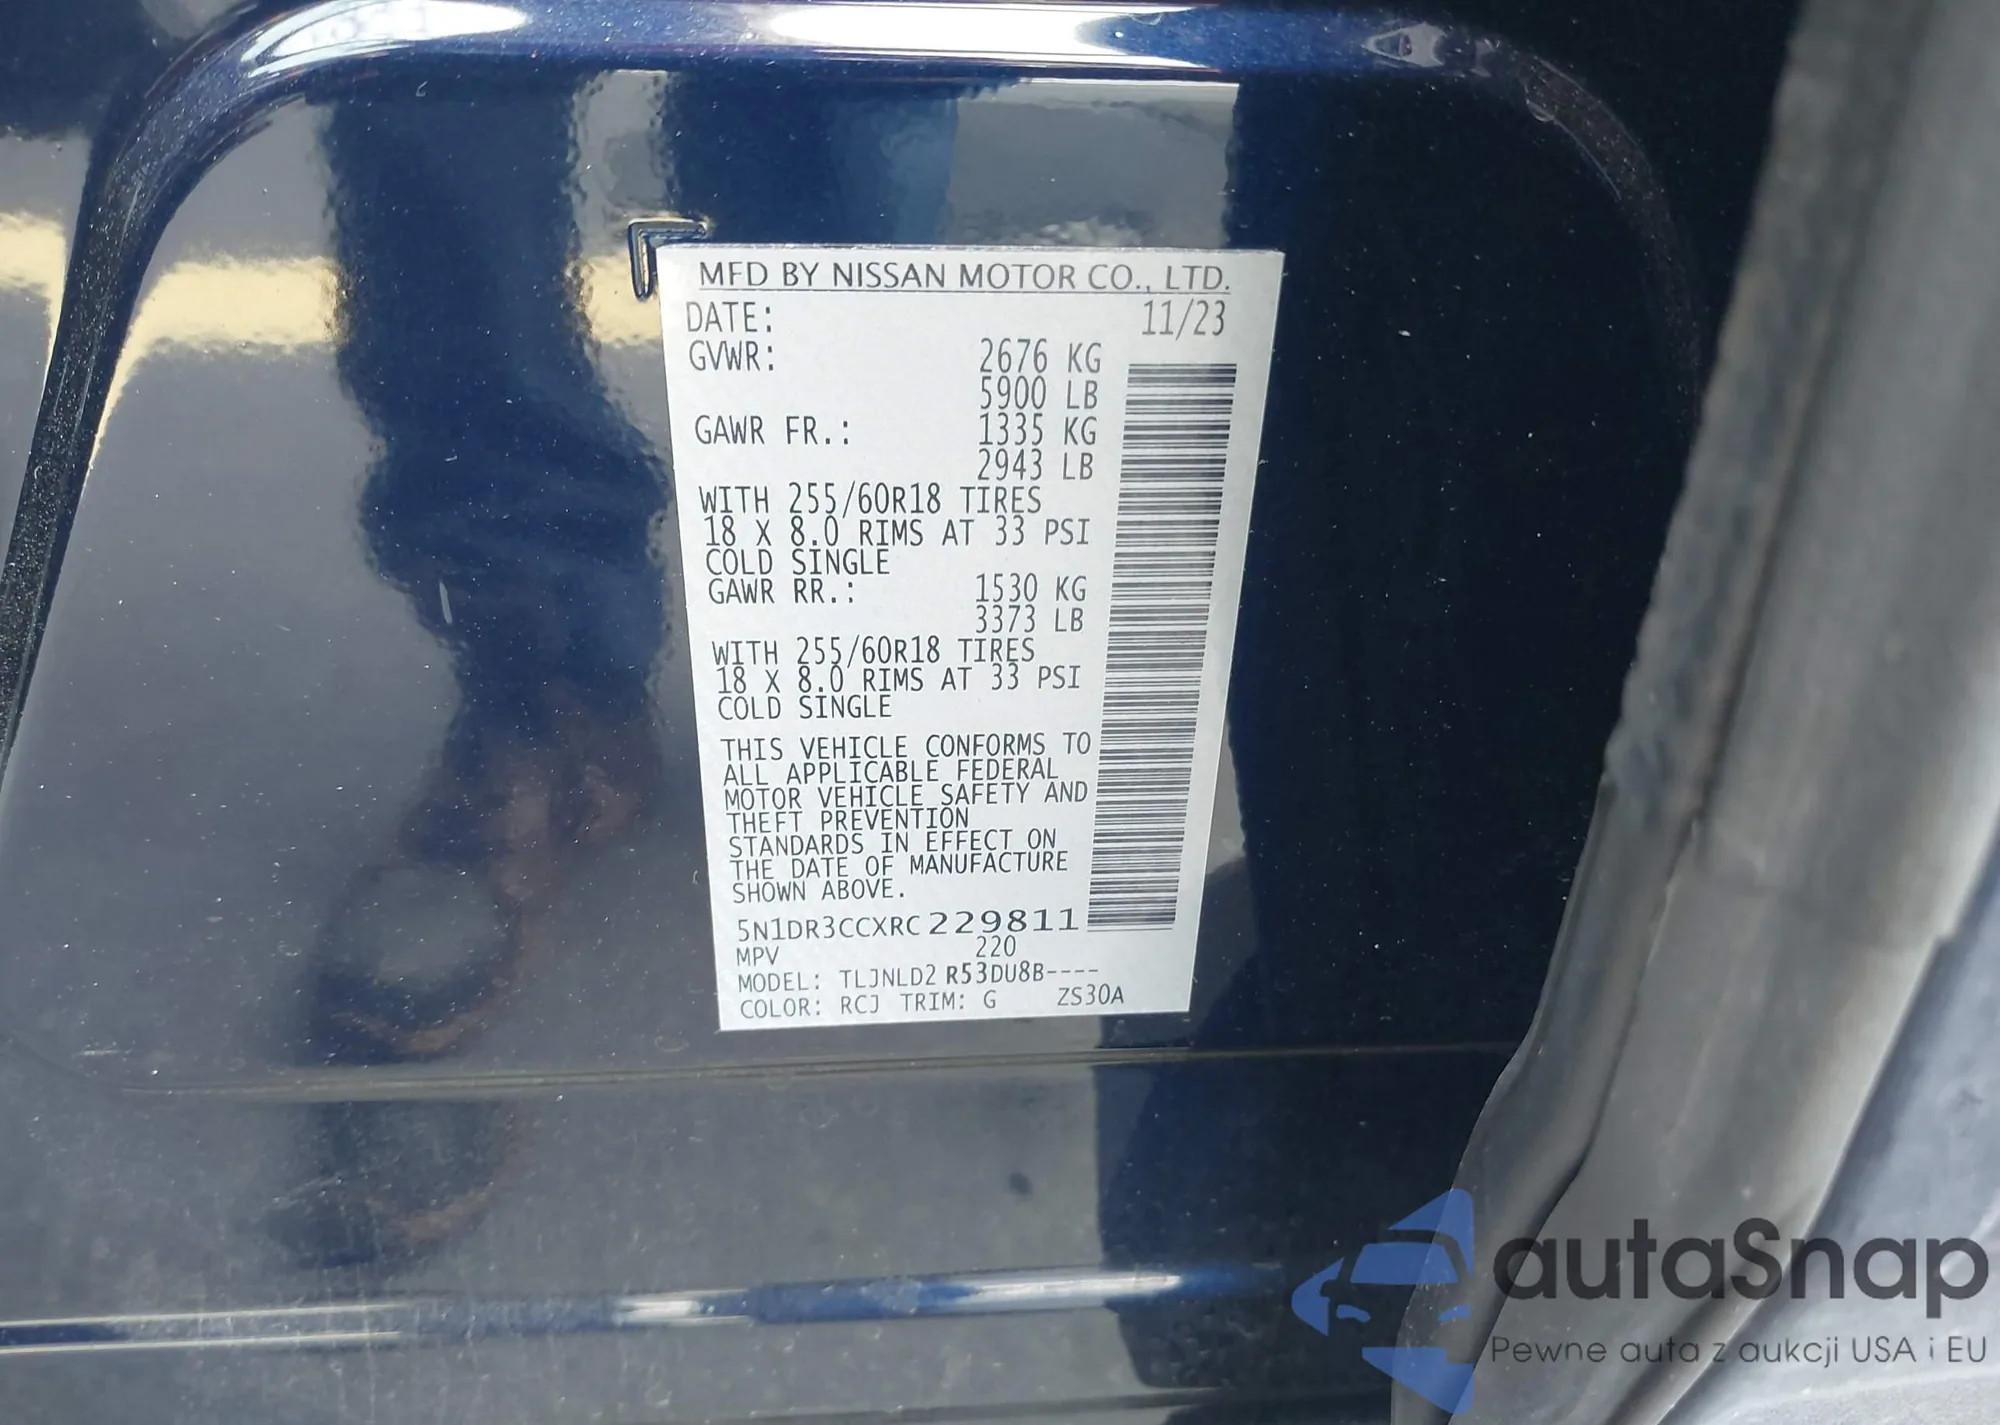 MFD BY NISSAN MOTOR CO., LTD.
DATE: 11/23
GVWR: 2676 KG
5900 LB
GAWR FR.: 1335 KG
2943 LB
WITH 255/60R18 TIRES
18 X 8.0 RIMS AT 33 PSI
COLD SINGLE
GAWR RR.: 1530 KG
3373 LB
WITH 255/60R18 TIRES
18 X 8.0 RIMS AT 33 PSI
COLD SINGLE
THIS VEHICLE CONFORMS TO
ALL APPLICABLE FEDERAL
MOTOR VEHICLE SAFETY AND
THEFT PREVENTION
STANDARDS IN EFFECT ON
THE DATE OF MANUFACTURE
SHOWN ABOVE.
5N1DR3CCXRC229811
MPV 220
MODEL: TLJNLD2 R53DU8B----
COLOR: RCJ TRIM: G ZS30A
autaSnap
Pewne auta z aukcji USA i EU